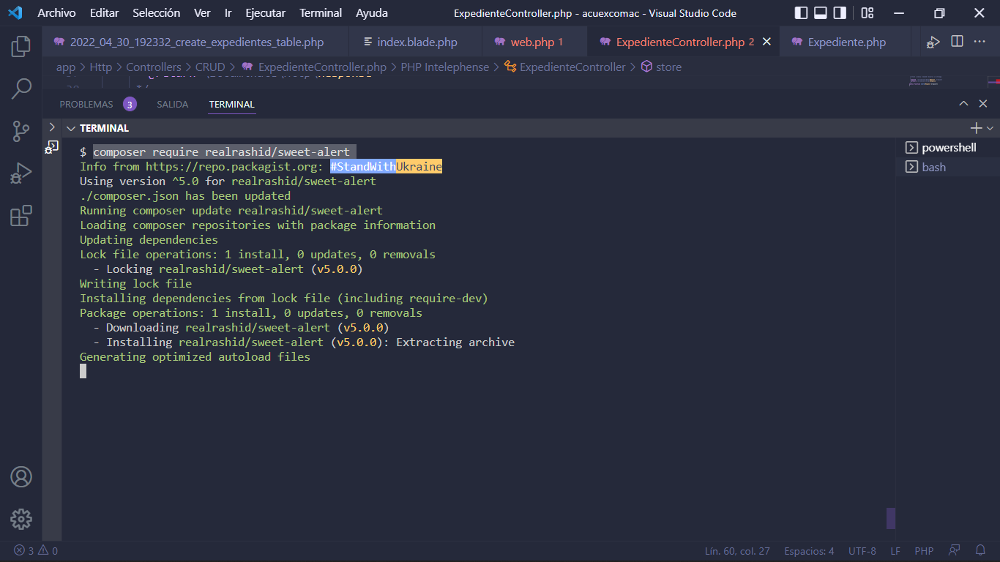 Archivo Editar Selección Ver Ir Ejecutar Terminal Ayuda ExpedienteController.php - acuexcomac - Visual Studio Code
2022_04_30_192332_create_expedientes_table.php index.blade.php web.php 1 ExpedienteController.php 2 Expediente.php
app > Http > Controllers > CRUD > ExpedienteController.php > PHP Intelephense > ExpedienteController > store
*/
PROBLEMAS 3 SALIDA TERMINAL
TERMINAL
$ composer require realrashid/sweet-alert
Info from https://repo.packagist.org: #StandWithUkraine
Using version ^5.0 for realrashid/sweet-alert
./composer.json has been updated
Running composer update realrashid/sweet-alert
Loading composer repositories with package information
Updating dependencies
Lock file operations: 1 install, 0 updates, 0 removals
- Locking realrashid/sweet-alert (v5.0.0)
Writing lock file
Installing dependencies from lock file (including require-dev)
Package operations: 1 install, 0 updates, 0 removals
- Downloading realrashid/sweet-alert (v5.0.0)
- Installing realrashid/sweet-alert (v5.0.0): Extracting archive
Generating optimized autoload files
powershell
bash
3 0 Lín. 60, col. 27 Espacios: 4 UTF-8 LF PHP